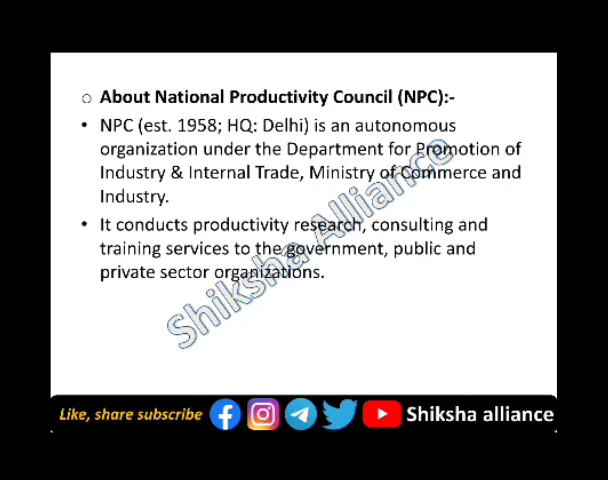 ○ About National Productivity Council (NPC):-
• NPC (est. 1958; HQ: Delhi) is an autonomous
organization under the Department for Promotion of
Industry & Internal Trade, Ministry of Commerce and
Industry.
• It conducts productivity research, consulting and
training services to the government, public and
private sector organizations.
Shiksha Alliance
Like, share subscribe Shiksha alliance